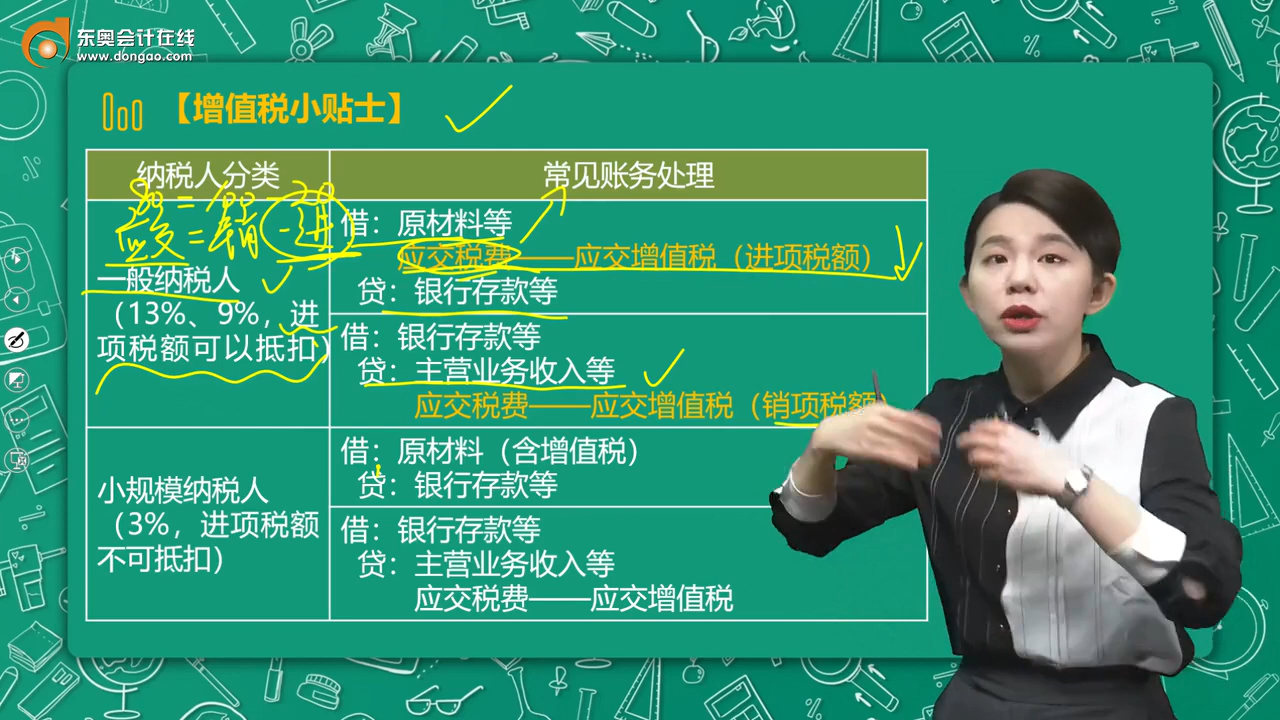 东奥会计在线
www.dongao.com
【增值税小贴士】
纳税人分类
常见账务处理
80 = 100 - 20
应交 = 销 - 进
一般纳税人
（13%、9%，进
项税额可以抵扣）
借：原材料等
应交税费——应交增值税（进项税额）
贷：银行存款等
借：银行存款等
贷：主营业务收入等
应交税费——应交增值税（销项税额）
小规模纳税人
（3%，进项税额
不可抵扣）
借：原材料（含增值税）
贷：银行存款等
借：银行存款等
贷：主营业务收入等
应交税费——应交增值税